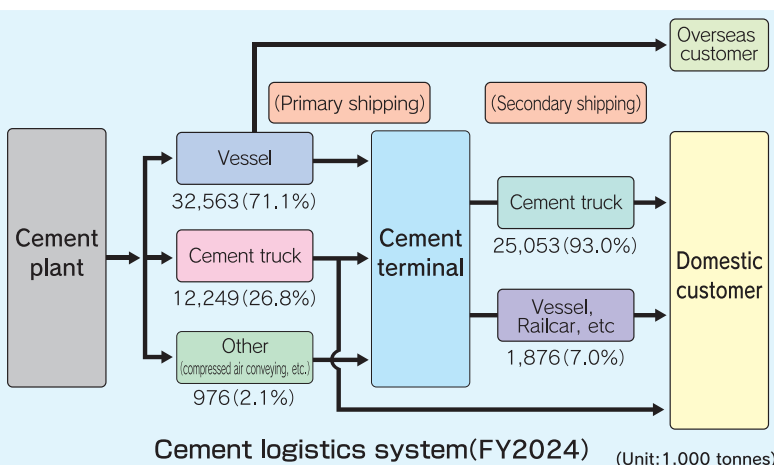 Overseas
customer
(Primary shipping)
(Secondary shipping)
Cement
plant
Vessel
32,563(71.1%)
Cement truck
12,249(26.8%)
Other
(compressed air conveying, etc.)
976(2.1%)
Cement
terminal
Cement truck
25,053(93.0%)
Vessel,
Railcar, etc
1,876(7.0%)
Domestic
customer
Cement logistics system(FY2024)
(Unit:1,000 tonnes)